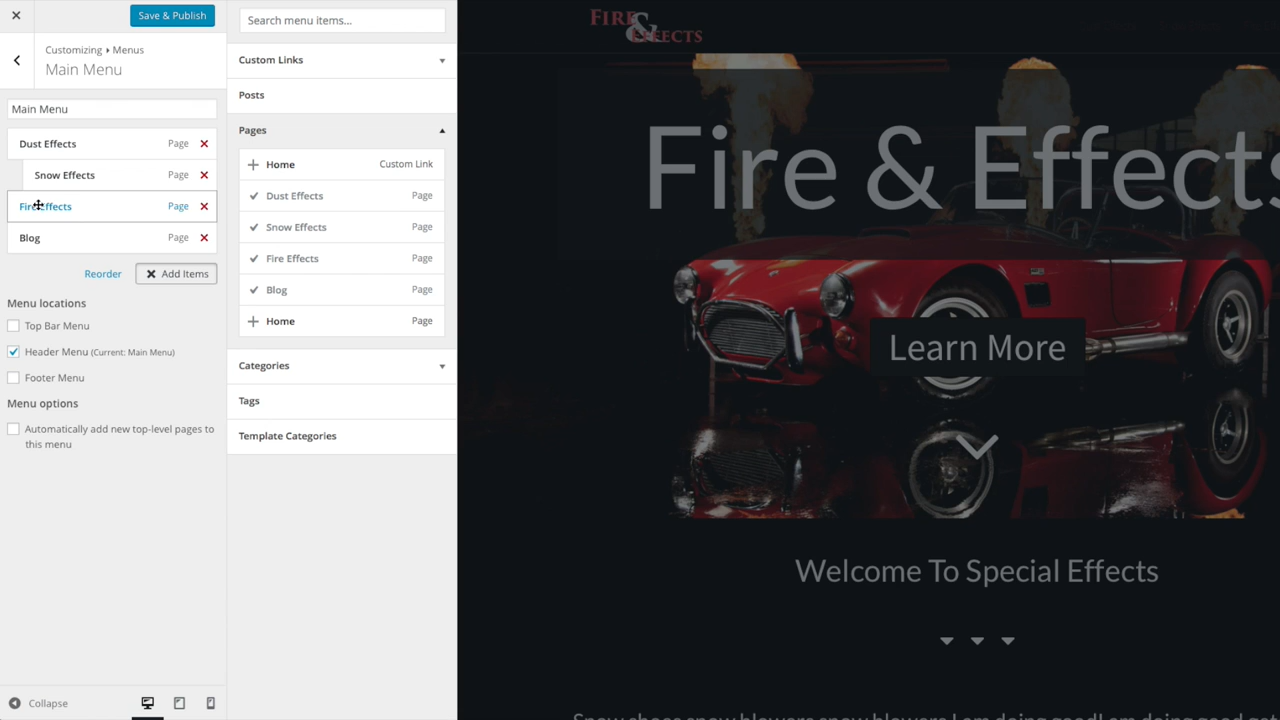 Save & Publish
Customizing ▸ Menus
Main Menu
Main Menu
Dust Effects Page
Snow Effects Page
Fire Effects Page
Blog Page
Reorder Add Items
Menu locations
Top Bar Menu
Header Menu (Current: Main Menu)
Footer Menu
Menu options
Automatically add new top-level pages to
this menu
Collapse
Search menu items...
Custom Links
Posts
Pages
Home Custom Link
Dust Effects Page
Snow Effects Page
Fire Effects Page
Blog Page
Home Page
Categories
Tags
Template Categories
FIRE
&
EFFECTS
Fire & Effects
Learn More
Welcome To Special Effects